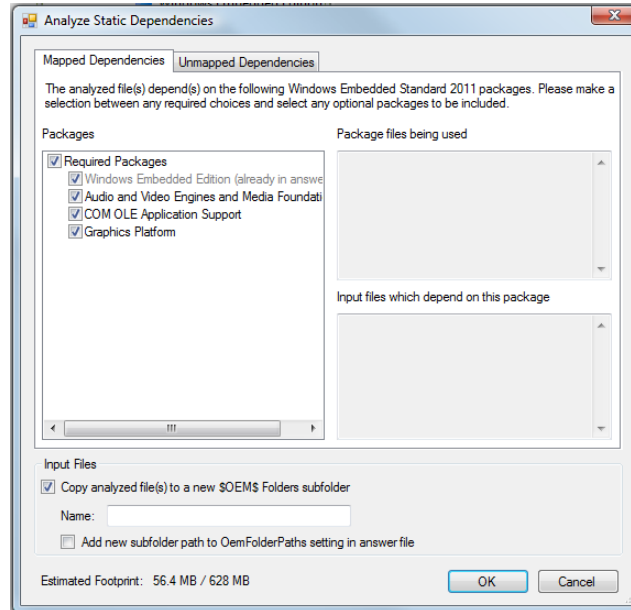 Analyze Static Dependencies
Mapped Dependencies
Unmapped Dependencies
The analyzed file(s) depend(s) on the following Windows Embedded Standard 2011 packages. Please make a
selection between any required choices and select any optional packages to be included.
Packages
Package files being used
Required Packages
Windows Embedded Edition (already in answe
Audio and Video Engines and Media Foundati
COM OLE Application Support
Graphics Platform
Input files which depend on this package
Input Files
Copy analyzed file(s) to a new $OEM$ Folders subfolder
Name:
Add new subfolder path to OemFolderPaths setting in answer file
Estimated Footprint: 56.4 MB / 628 MB
OK
Cancel